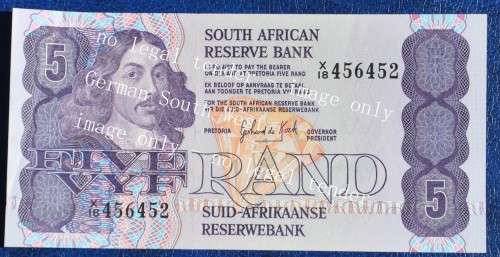 SOUTH AFRICAN
RESERVE BANK
5
X/18 456452
I PROMISE TO PAY THE BEARER
ON DEMAND AT PRETORIA FIVE RAND
EK BELOOF OP AANVRAAG TE BETAAL
AAN TOONDER TE PRETORIA VYF RAND
FOR THE SOUTH AFRICAN RESERVE BANK
VIR DIE SUID-AFRIKAANSE RESERWEBANK
PRETORIA
GOVERNOR
PRESIDENT
FIVE
VYF
RAND
X/18 456452
SUID-AFRIKAANSE
RESERWEBANK
5
no legal tender
German South West
image only
image only
no legal tender